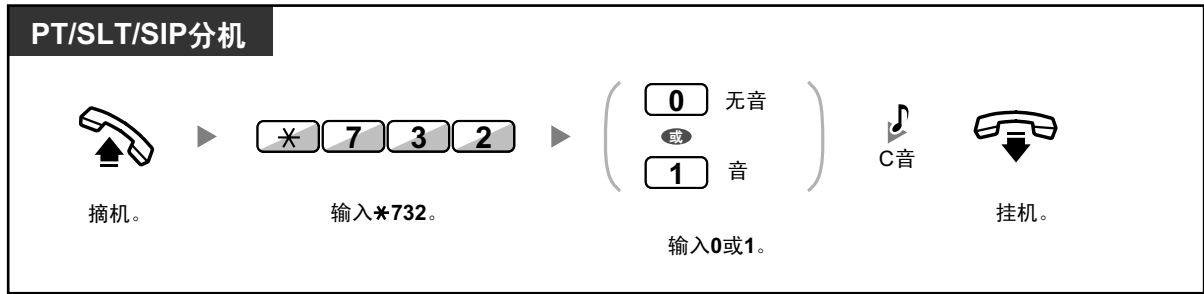 PT/SLT/SIP分机
摘机。
✳ 7 3 2
输入✳732。
0 无音
或
1 音
输入0或1。
C音
挂机。